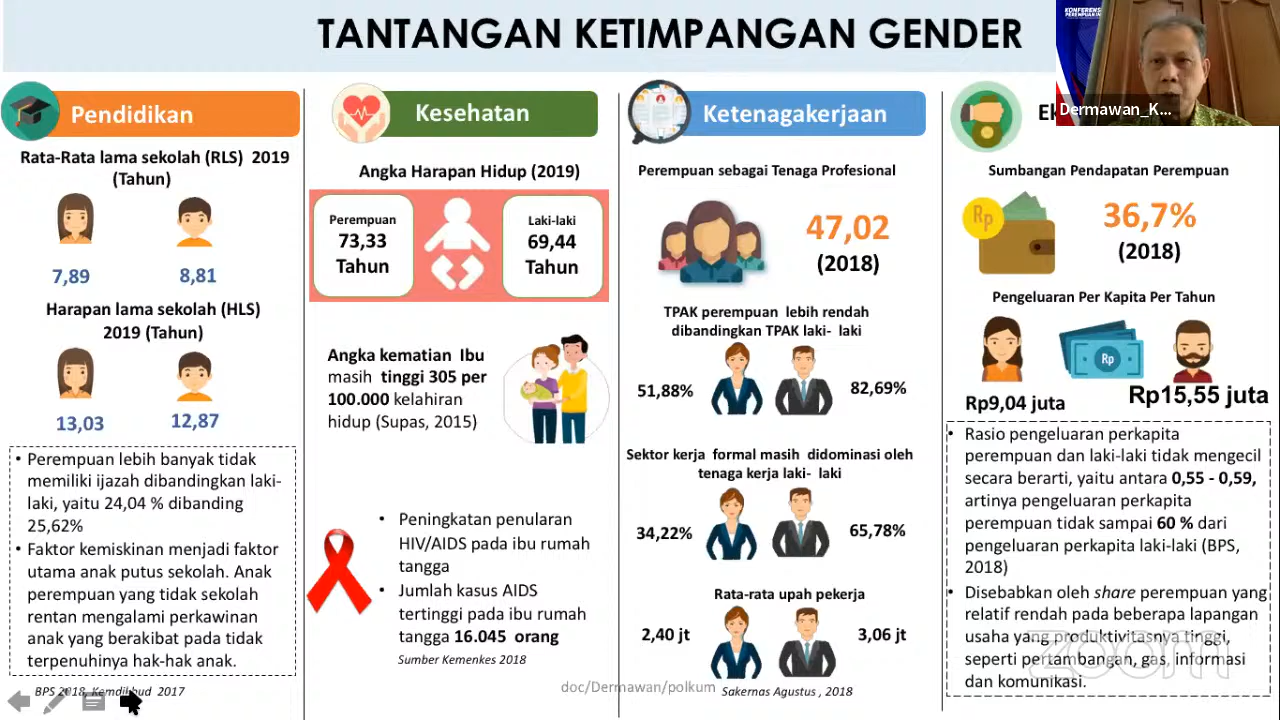 TANTANGAN KETIMPANGAN GENDER
KONFERENSI
PEREMPUAN IN
Dermawan_K...
Pendidikan
Rata-Rata lama sekolah (RLS) 2019
(Tahun)
7,89
8,81
Harapan lama sekolah (HLS)
2019 (Tahun)
13,03
12,87
• Perempuan lebih banyak tidak
memiliki ijazah dibandingkan laki-
laki, yaitu 24,04 % dibanding
25,62%
• Faktor kemiskinan menjadi faktor
utama anak putus sekolah. Anak
perempuan yang tidak sekolah
rentan mengalami perkawinan
anak yang berakibat pada tidak
terpenuhinya hak-hak anak.
BPS 2018, Kemdikbud 2017
Kesehatan
Angka Harapan Hidup (2019)
Perempuan
73,33
Tahun
Laki-laki
69,44
Tahun
Angka kematian Ibu
masih tinggi 305 per
100.000 kelahiran
hidup (Supas, 2015)
• Peningkatan penularan
HIV/AIDS pada ibu rumah
tangga
• Jumlah kasus AIDS
tertinggi pada ibu rumah
tangga 16.045 orang
Sumber Kemenkes 2018
Ketenagakerjaan
Perempuan sebagai Tenaga Profesional
47,02
(2018)
TPAK perempuan lebih rendah
dibandingkan TPAK laki- laki
51,88%
82,69%
Sektor kerja formal masih didominasi oleh
tenaga kerja laki- laki
34,22%
65,78%
Rata-rata upah pekerja
2,40 jt
3,06 jt
doc/Dermawan/polkum
Sakernas Agustus , 2018
Ek
Sumbangan Pendapatan Perempuan
Rp
36,7%
(2018)
Pengeluaran Per Kapita Per Tahun
Rp
Rp9,04 juta
Rp15,55 juta
• Rasio pengeluaran perkapita
perempuan dan laki-laki tidak mengecil
secara berarti, yaitu antara 0,55 - 0,59,
artinya pengeluaran perkapita
perempuan tidak sampai 60 % dari
pengeluaran perkapita laki-laki (BPS,
2018)
• Disebabkan oleh share perempuan yang
relatif rendah pada beberapa lapangan
usaha yang produktivitasnya tinggi,
seperti pertambangan, gas, informasi
dan komunikasi.
zoom